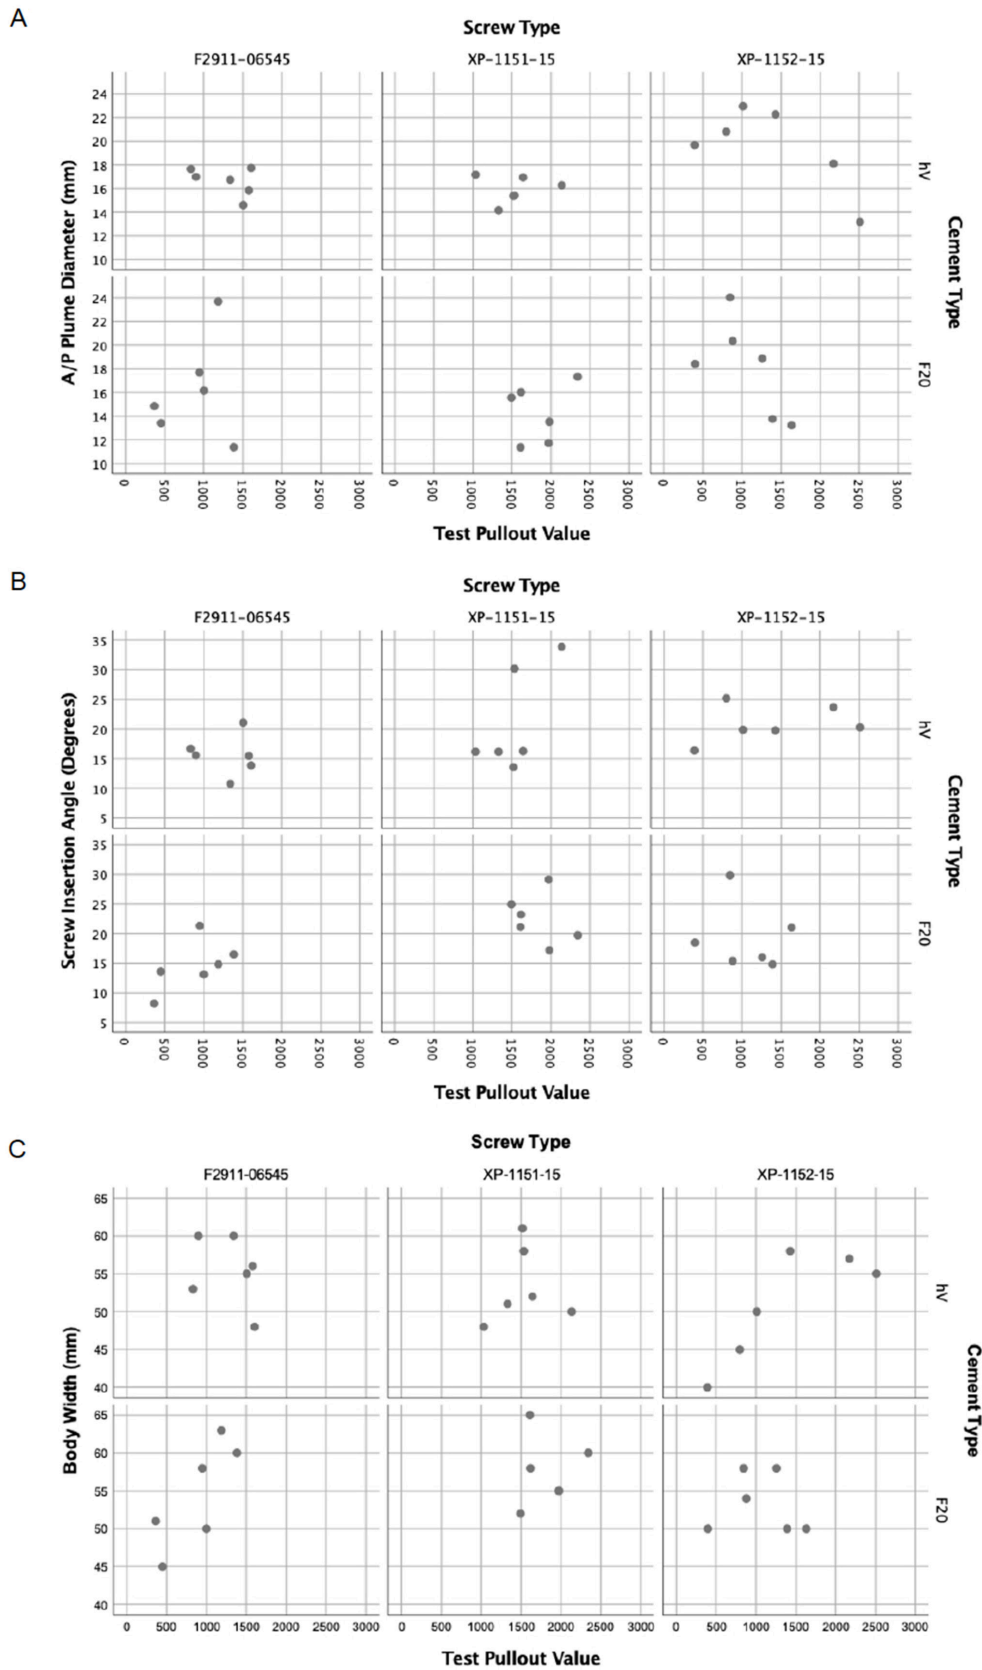 A
Screw Type
F2911-06545 XP-1151-15 XP-1152-15
24
22
20
18
16
14
12
10
hV
A/P Plume Diameter (mm)
Cement Type
24
22
20
18
16
14
12
10
F20
0 500 1000 1500 2000 2500 3000 0 500 1000 1500 2000 2500 3000 0 500 1000 1500 2000 2500 3000
Test Pullout Value
B
Screw Type
F2911-06545 XP-1151-15 XP-1152-15
35
30
25
20
15
10
5
hV
Screw Insertion Angle (Degrees)
Cement Type
35
30
25
20
15
10
5
F20
0 500 1000 1500 2000 2500 3000 0 500 1000 1500 2000 2500 3000 0 500 1000 1500 2000 2500 3000
Test Pullout Value
C
Screw Type
F2911-06545 XP-1151-15 XP-1152-15
65
60
55
50
45
40
hV
Body Width (mm)
Cement Type
65
60
55
50
45
40
F20
0 500 1000 1500 2000 2500 3000 0 500 1000 1500 2000 2500 3000 0 500 1000 1500 2000 2500 3000
Test Pullout Value